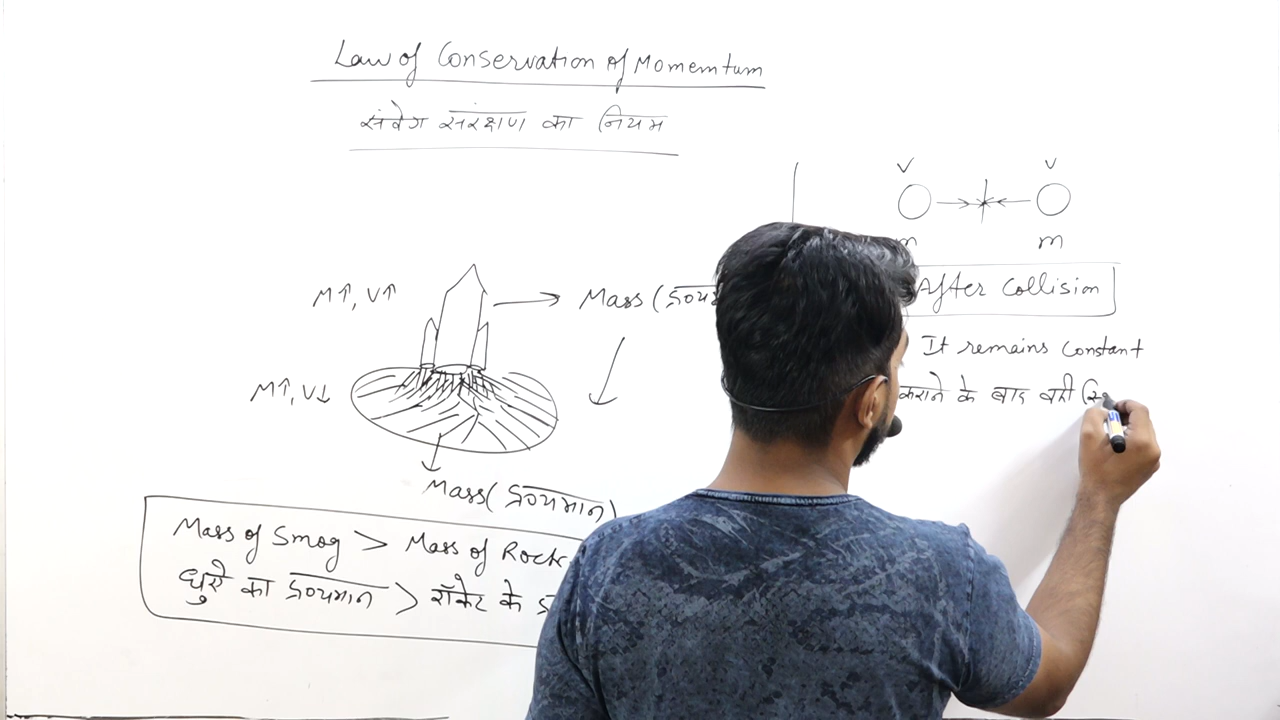 Law of Conservation of Momemtum
संवेग संरक्षण का नियम
M↑, V↑
Mass (द्रव्य
M↑, V↓
Mass (द्रव्यमान)
Mass of Smog > Mass of Rock
धुएे का द्रव्यमान > रॉकेट के
V V
m m
After Collision
It remains constant
कराने के बाद वही